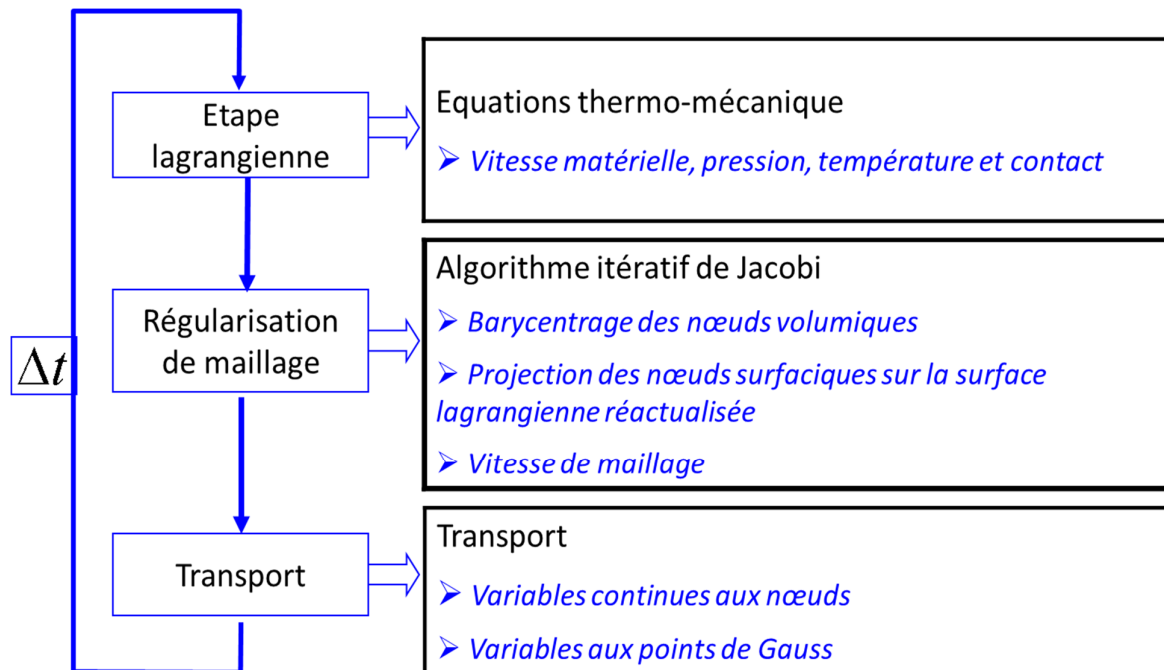 Etape
lagrangienne
Equations thermo-mécanique
➢ Vitesse matérielle, pression, température et contact
Régularisation
de maillage
Algorithme itératif de Jacobi
➢ Barycentrage des nœuds volumiques
➢ Projection des nœuds surfaciques sur la surface
lagrangienne réactualisée
➢ Vitesse de maillage
Δt
Transport
Transport
➢ Variables continues aux nœuds
➢ Variables aux points de Gauss